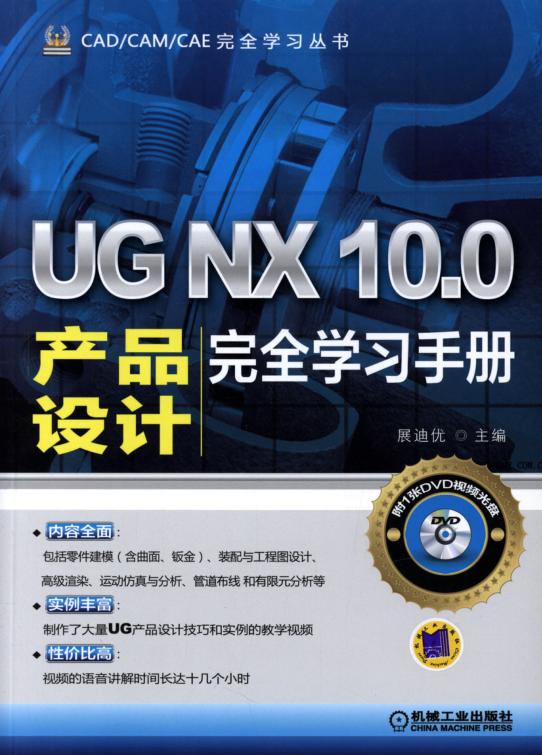 CAD/CAM/CAE 完全学习丛书
UG NX 10.0
产品
设计
完全学习手册
展迪优 ◎ 主编
附1张DVD视频光盘
DVD
◆ 内容全面：
包括零件建模（含曲面、钣金）、装配与工程图设计、
高级渲染、运动仿真与分析、管道布线 和有限元分析等
◆ 实例丰富：
制作了大量UG产品设计技巧和实例的教学视频
◆ 性价比高：
视频的语音讲解时长达十几个小时
机械工业出版社
CHINA MACHINE PRESS